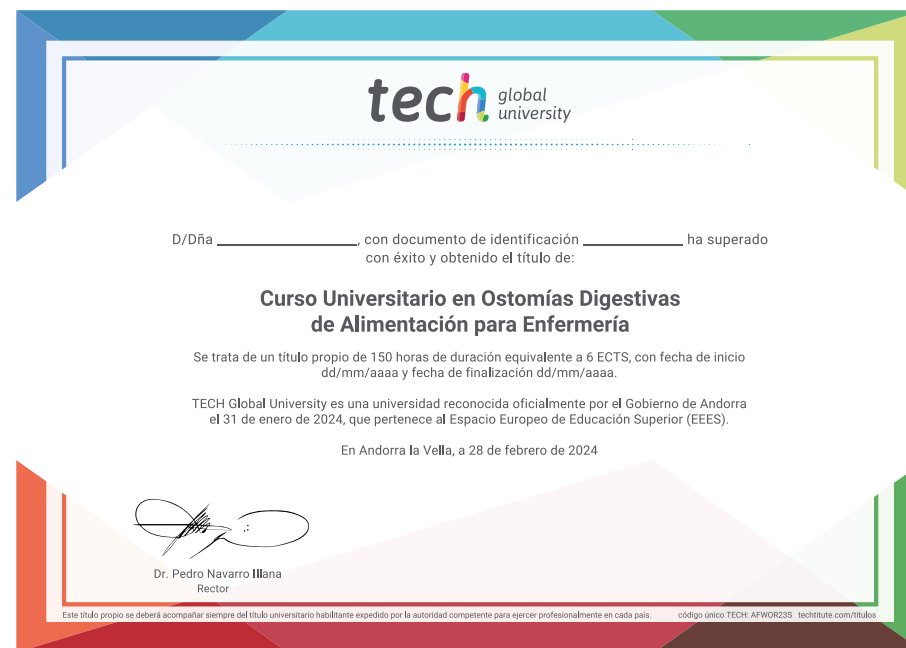 tech global university
D/Dña ____________, con documento de identificación ____________ ha superado
con éxito y obtenido el título de:
Curso Universitario en Ostomías Digestivas
de Alimentación para Enfermería
Se trata de un título propio de 150 horas de duración equivalente a 6 ECTS, con fecha de inicio
dd/mm/aaaa y fecha de finalización dd/mm/aaaa.
TECH Global University es una universidad reconocida oficialmente por el Gobierno de Andorra
el 31 de enero de 2024, que pertenece al Espacio Europeo de Educación Superior (EEES).
En Andorra la Vella, a 28 de febrero de 2024
Dr. Pedro Navarro Illana
Rector
Este título propio se deberá acompañar siempre del título universitario habilitante expedido por la autoridad competente para ejercer profesionalmente en cada país. código único TECH: AFWOR23S techtitute.com/titulos